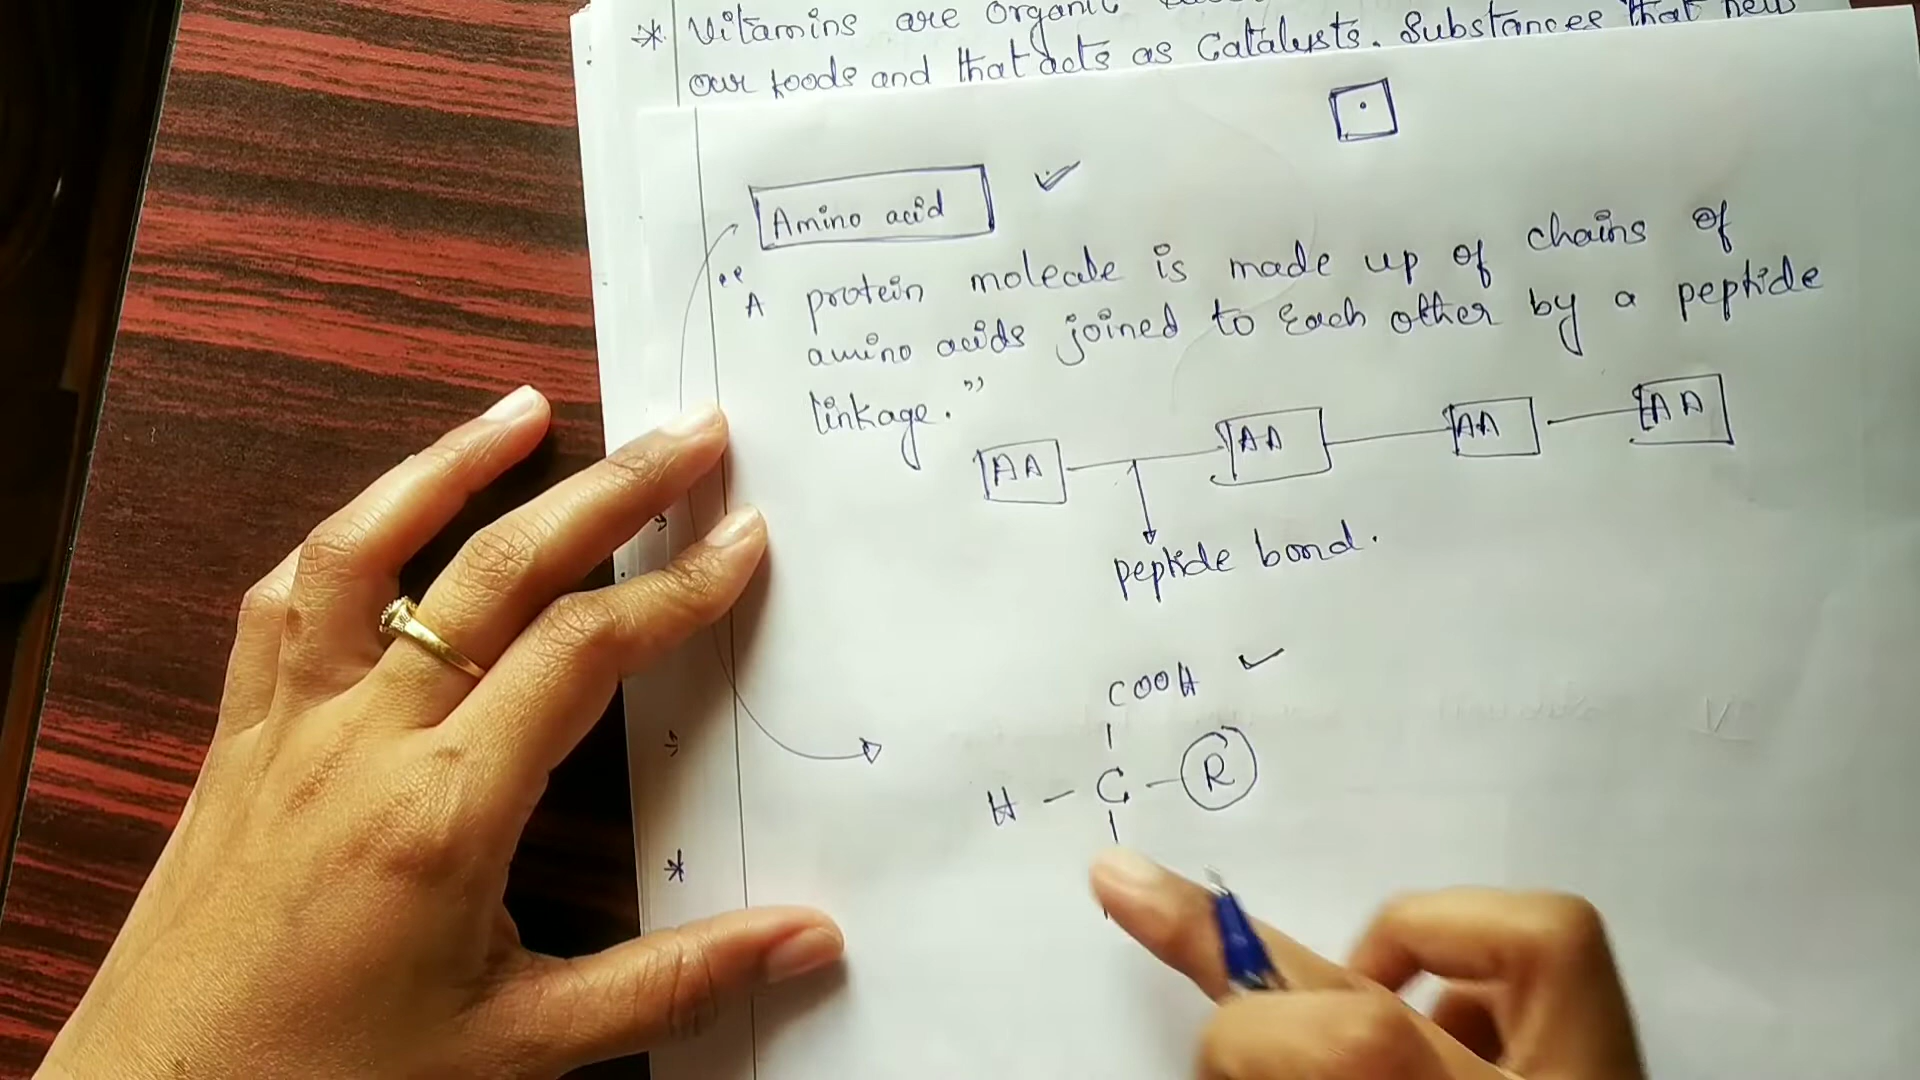 * Vitamins are organic
our foods and that acts as Catalysts. Substances that
Amino acid ✓
"A protein molecule is made up of chains of
amino acids joined to Each other by a peptide
linkage."
AA — AA — AA — AA
peptide bond.
COOH ✓
H - C - R
*